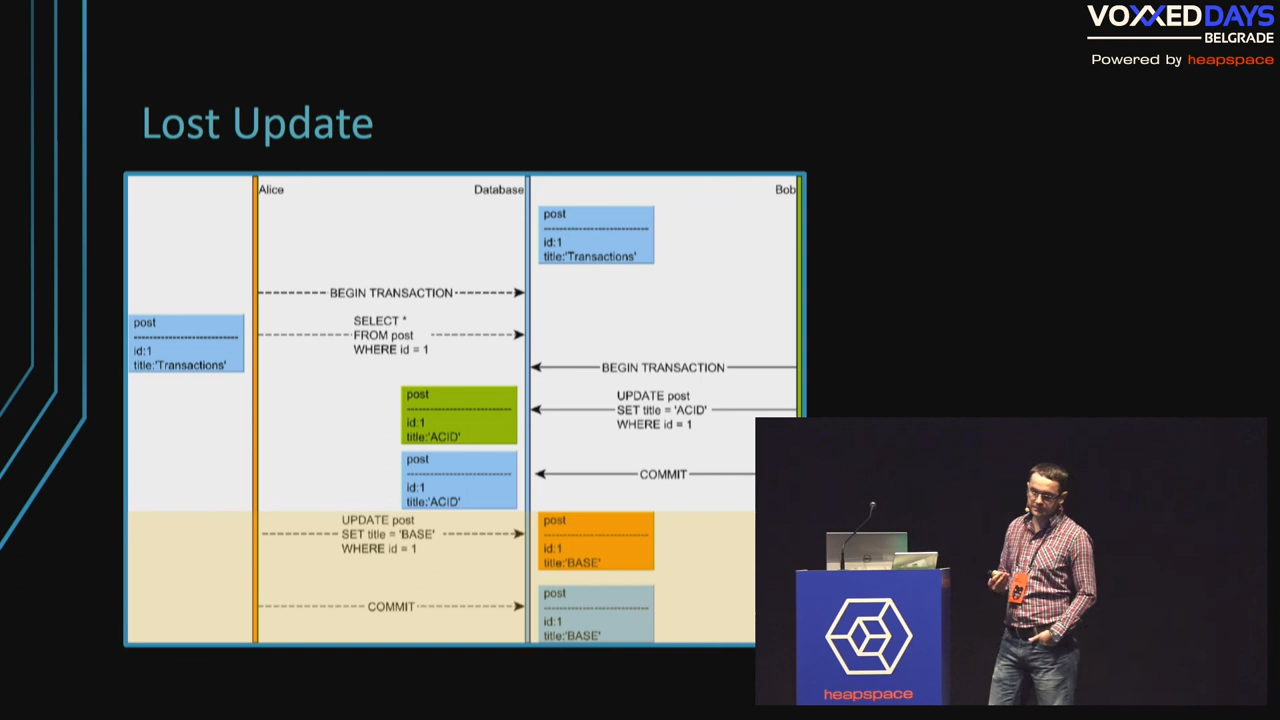 VOXXED DAYS
BELGRADE
Powered by heapspace
Lost Update
Alice
Database
Bob
post
id:1
title:'Transactions'
BEGIN TRANSACTION
post
id:1
title:'Transactions'
SELECT *
FROM post
WHERE id = 1
BEGIN TRANSACTION
post
id:1
title:'ACID'
UPDATE post
SET title = 'ACID'
WHERE id = 1
post
id:1
title:'ACID'
COMMIT
UPDATE post
SET title = 'BASE'
WHERE id = 1
post
id:1
title:'BASE'
COMMIT
post
id:1
title:'BASE'
heapspace